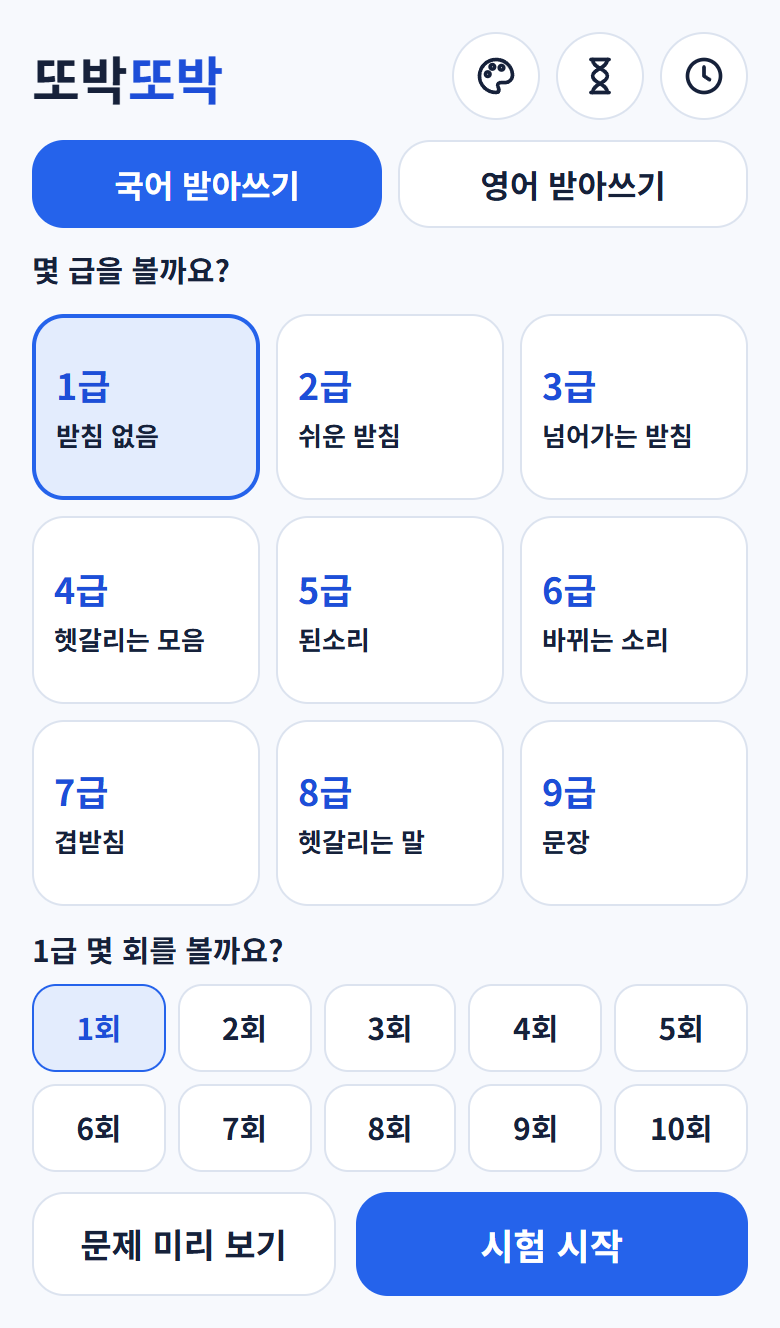 또박또박
국어 받아쓰기
영어 받아쓰기
몇 급을 볼까요?
1급
받침 없음
2급
쉬운 받침
3급
넘어가는 받침
4급
헷갈리는 모음
5급
된소리
6급
바뀌는 소리
7급
겹받침
8급
헷갈리는 말
9급
문장
1급 몇 회를 볼까요?
1회
2회
3회
4회
5회
6회
7회
8회
9회
10회
문제 미리 보기
시험 시작